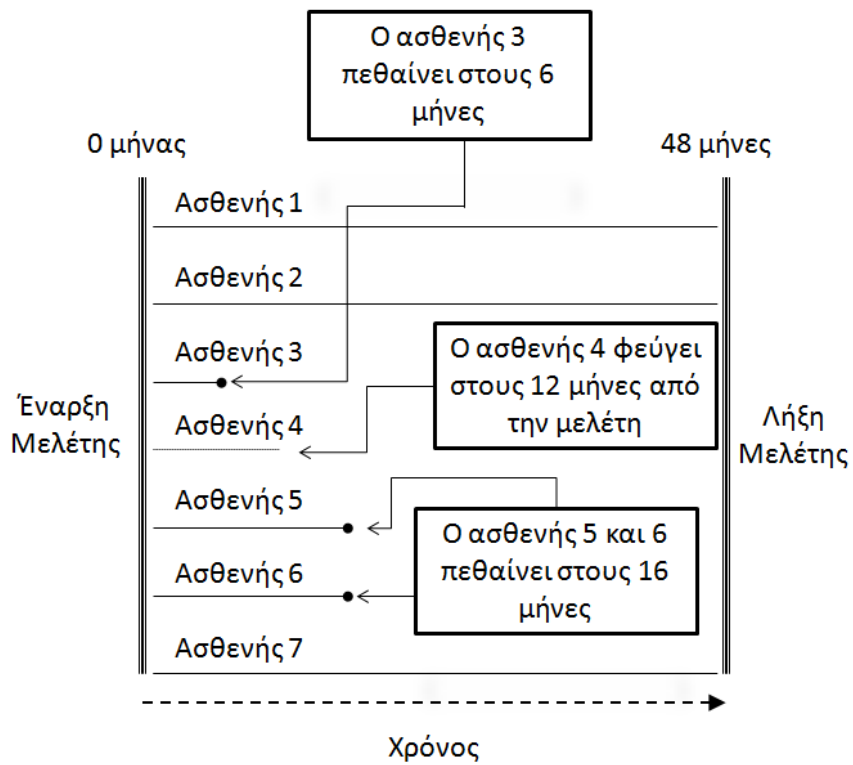 Ο ασθενής 3
πεθαίνει στους 6
μήνες
0 μήνας
48 μήνες
Ασθενής 1
Ασθενής 2
Ασθενής 3
Ο ασθενής 4 φεύγει
στους 12 μήνες από
την μελέτη
Έναρξη
Μελέτης
Ασθενής 4
Λήξη
Μελέτης
Ασθενής 5
Ο ασθενής 5 και 6
πεθαίνει στους 16
μήνες
Ασθενής 6
Ασθενής 7
Χρόνος